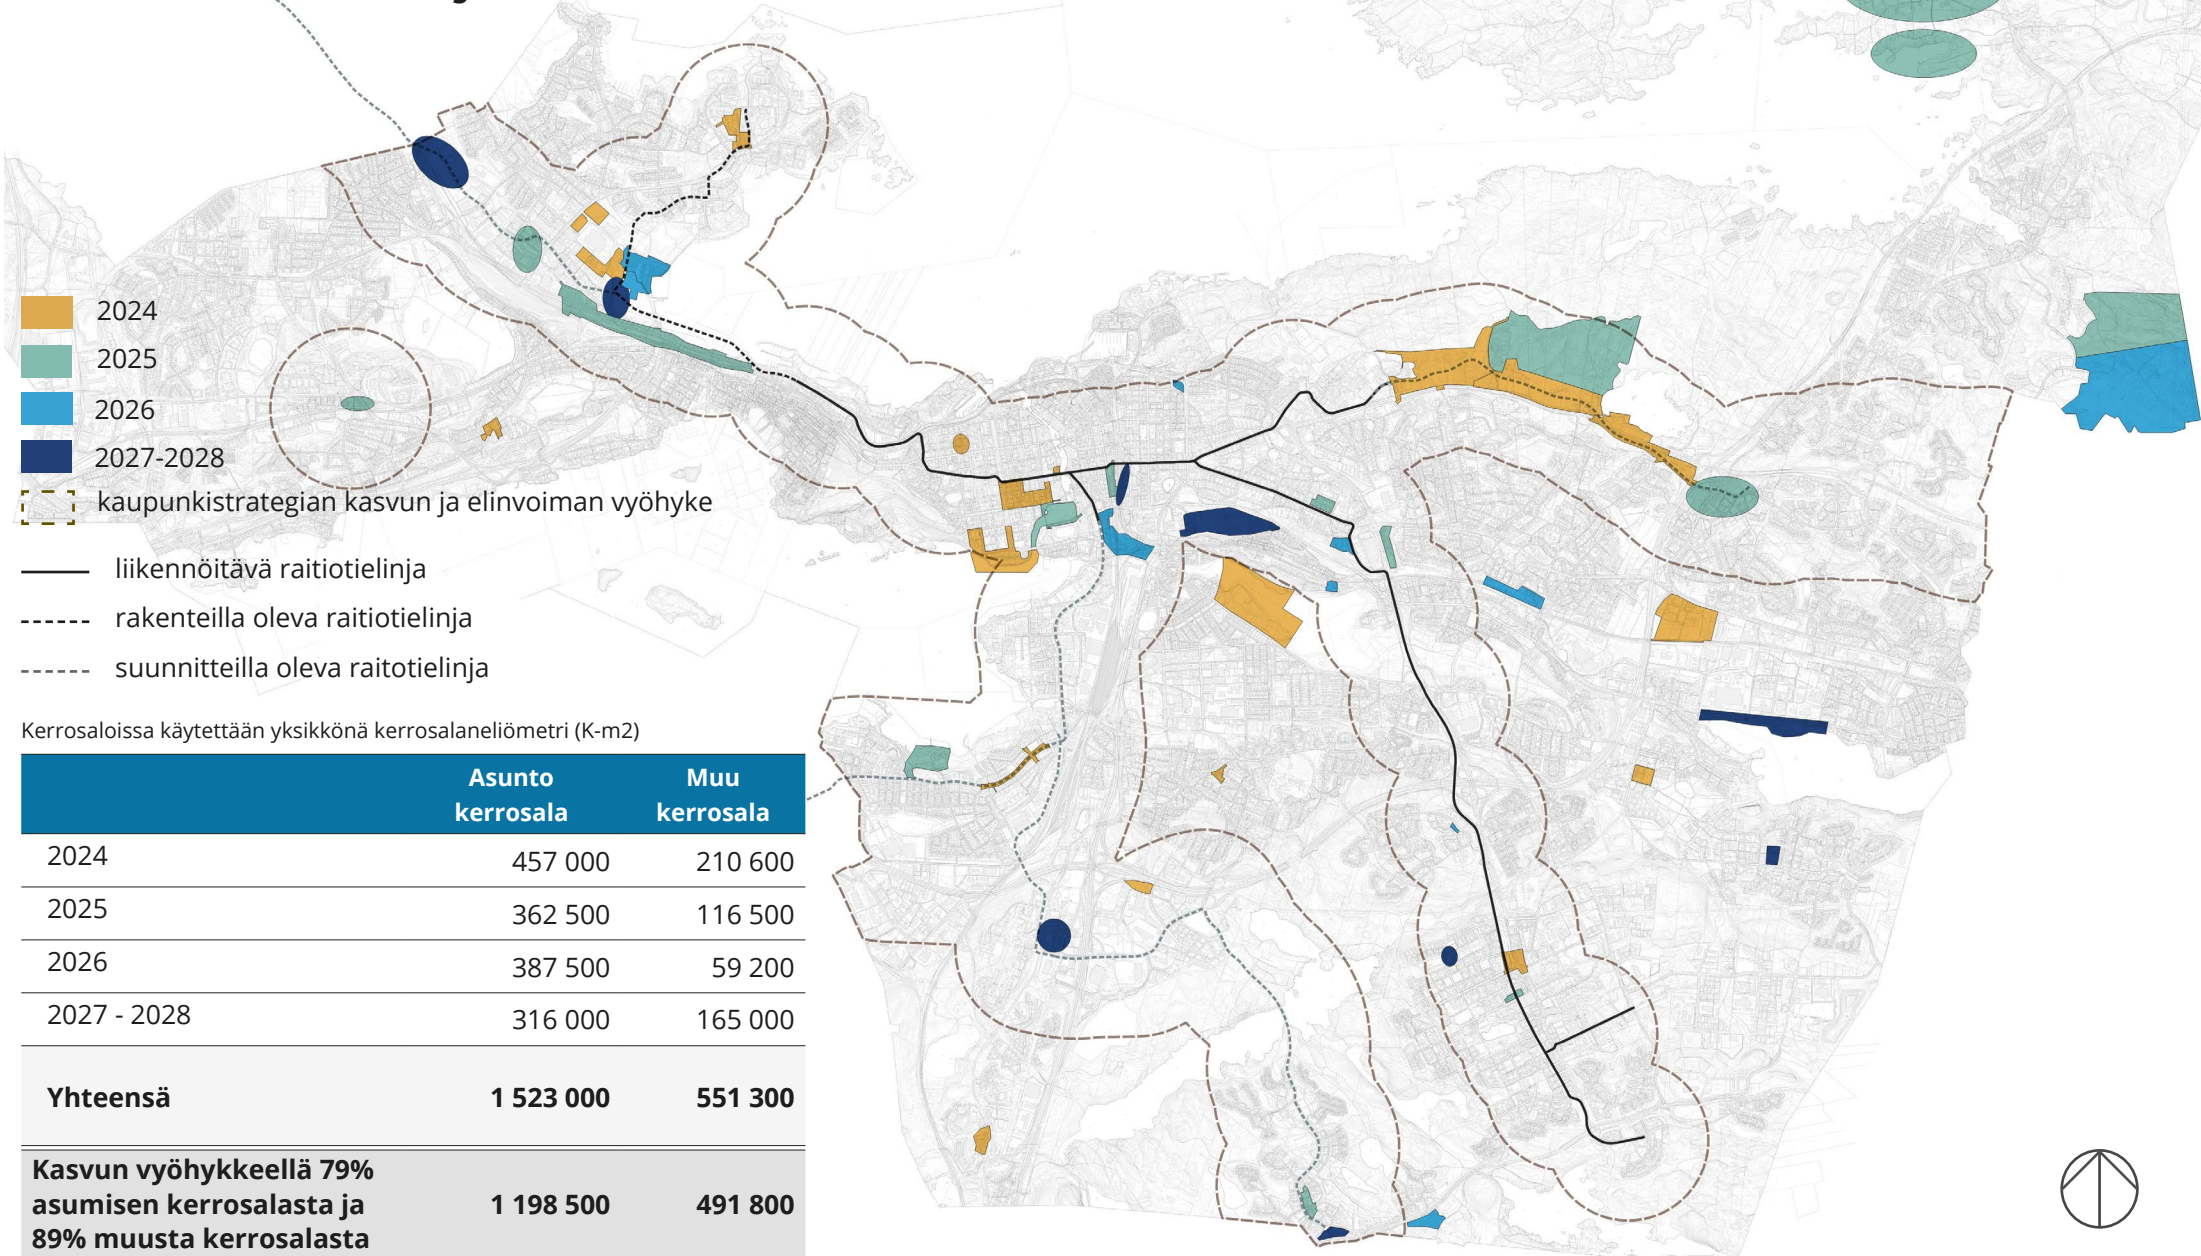 2024
2025
2026
2027-2028
kaupunkistrategian kasvun ja elinvoiman vyöhyke
liikennöitävä raitiotielinja
rakenteilla oleva raitiotielinja
suunnitteilla oleva raitotielinja
Kerrosaloissa käytettään yksikkönä kerrosalaneliömetri (K-m2)
Asunto kerrosala Muu kerrosala
2024 457 000 210 600
2025 362 500 116 500
2026 387 500 59 200
2027 - 2028 316 000 165 000
Yhteensä 1 523 000 551 300
Kasvun vyöhykkeellä 79%
asumisen kerrosalasta ja 1 198 500 491 800
89% muusta kerrosalasta